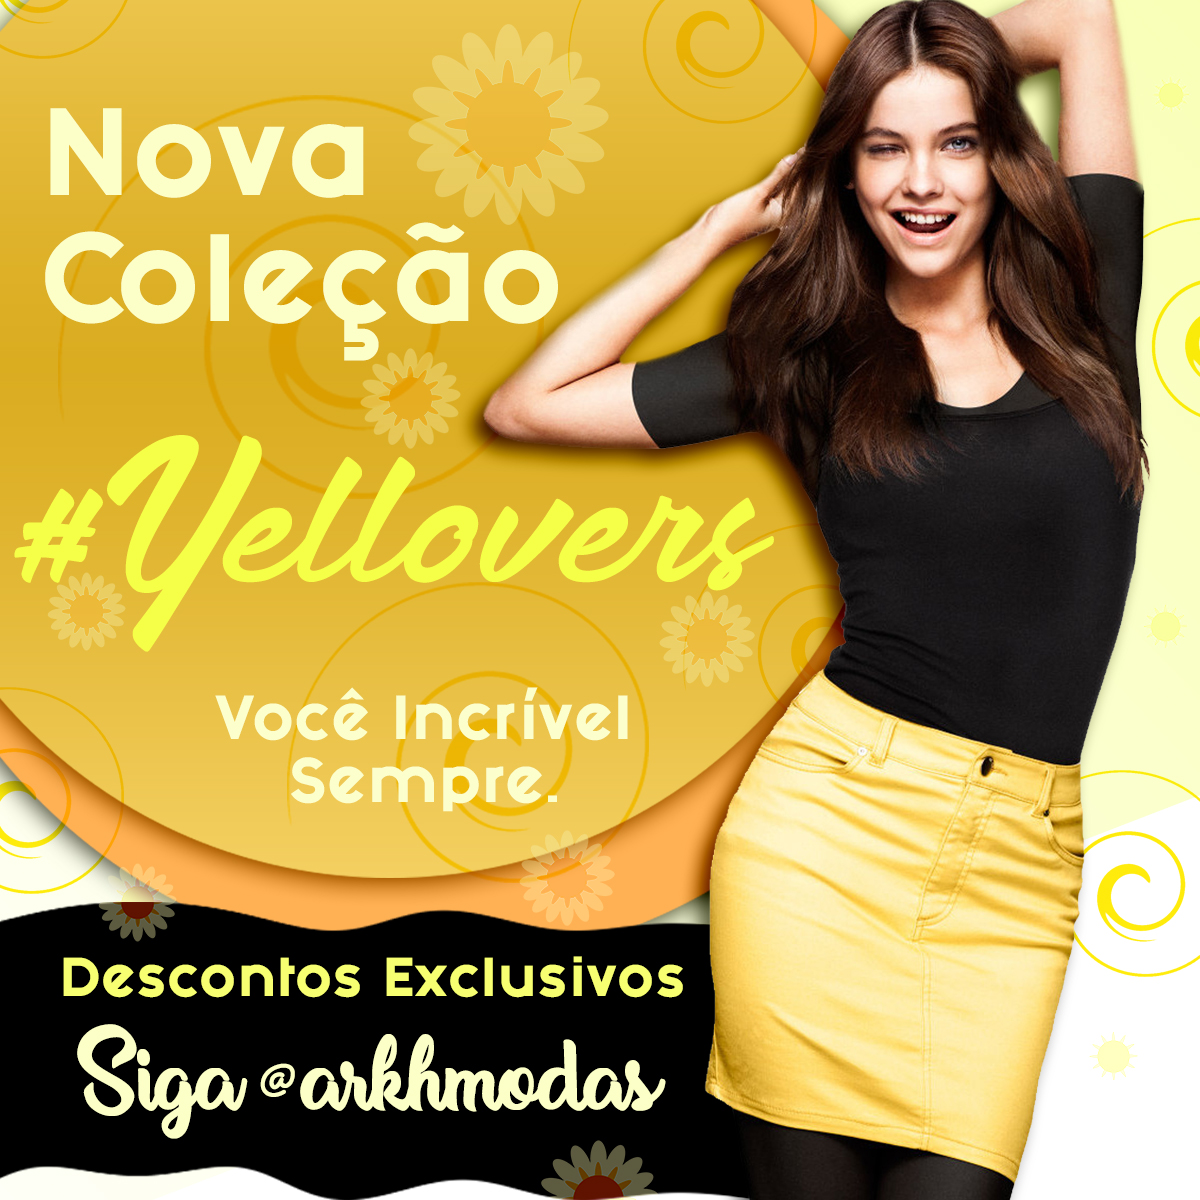 Nova
Coleção
#Yellovers
Você Incrível
Sempre.
Descontos Exclusivos
Siga @arkhmodas